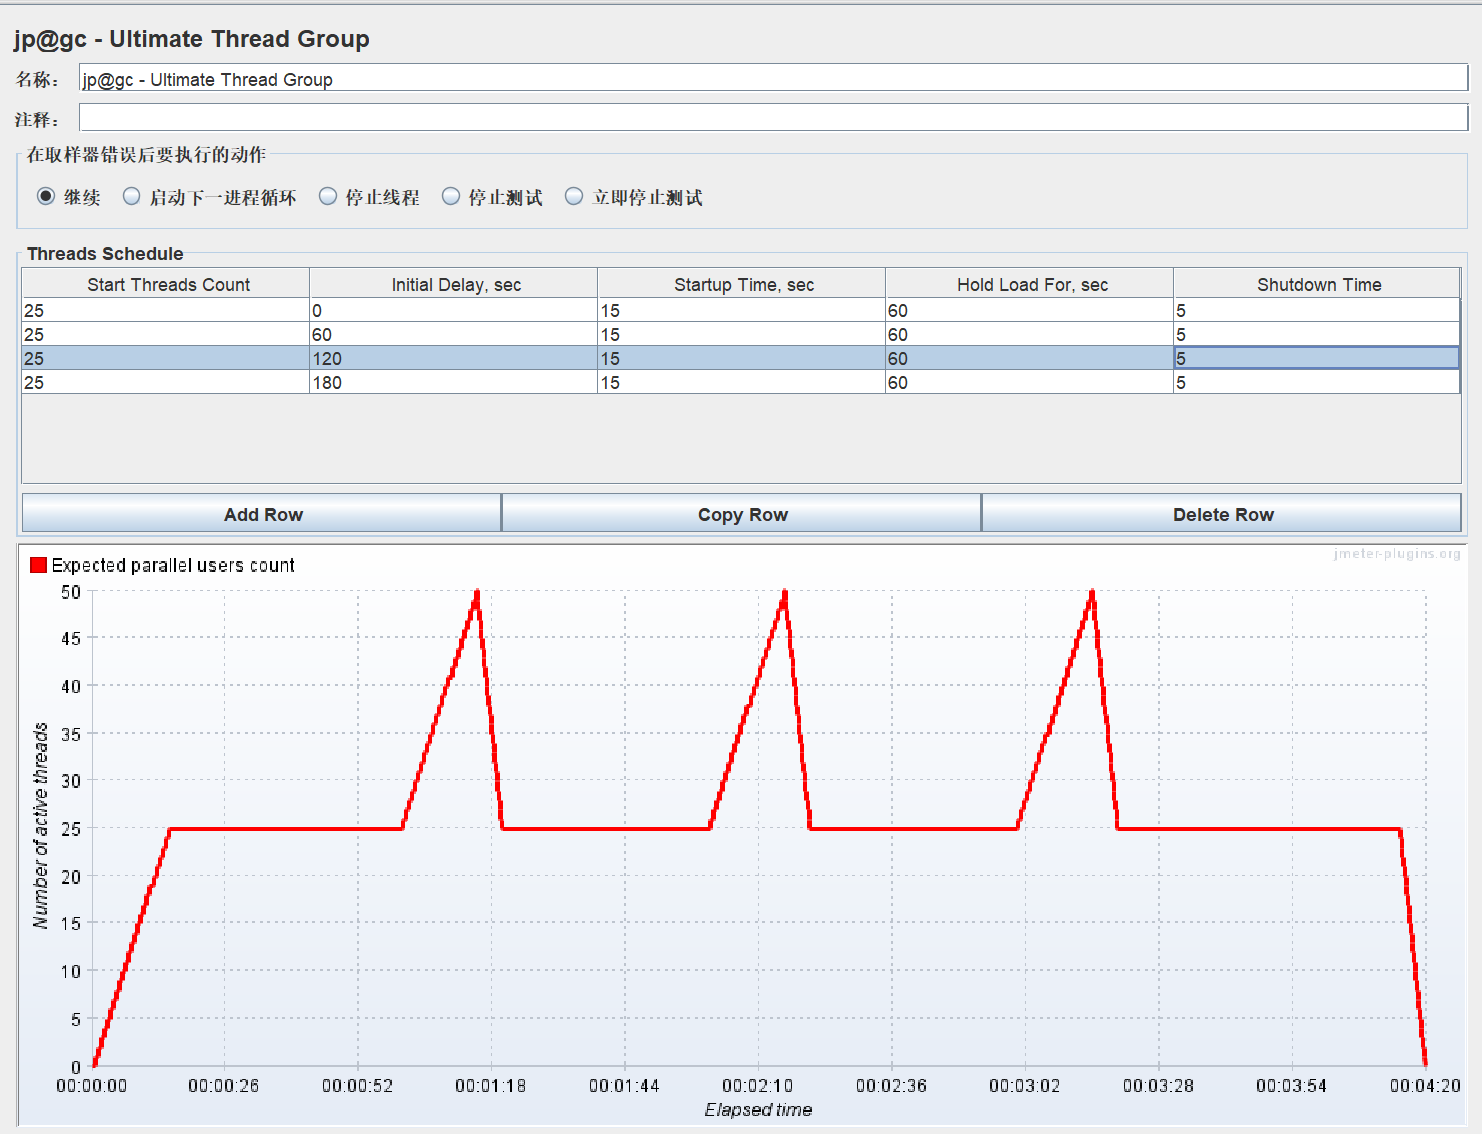 jp@gc - Ultimate Thread Group
名称： jp@gc - Ultimate Thread Group
注释：
在取样器错误后要执行的动作
继续 启动下一进程循环 停止线程 停止测试 立即停止测试
Threads Schedule
Start Threads Count Initial Delay, sec Startup Time, sec Hold Load For, sec Shutdown Time
25 0 15 60 5
25 60 15 60 5
25 120 15 60 5
25 180 15 60 5
Add Row Copy Row Delete Row
jmeter-plugins.org
Expected parallel users count
50
45
40
35
30
25
20
15
10
5
0
Number of active threads
00:00:00 00:00:26 00:00:52 00:01:18 00:01:44 00:02:10 00:02:36 00:03:02 00:03:28 00:03:54 00:04:20
Elapsed time